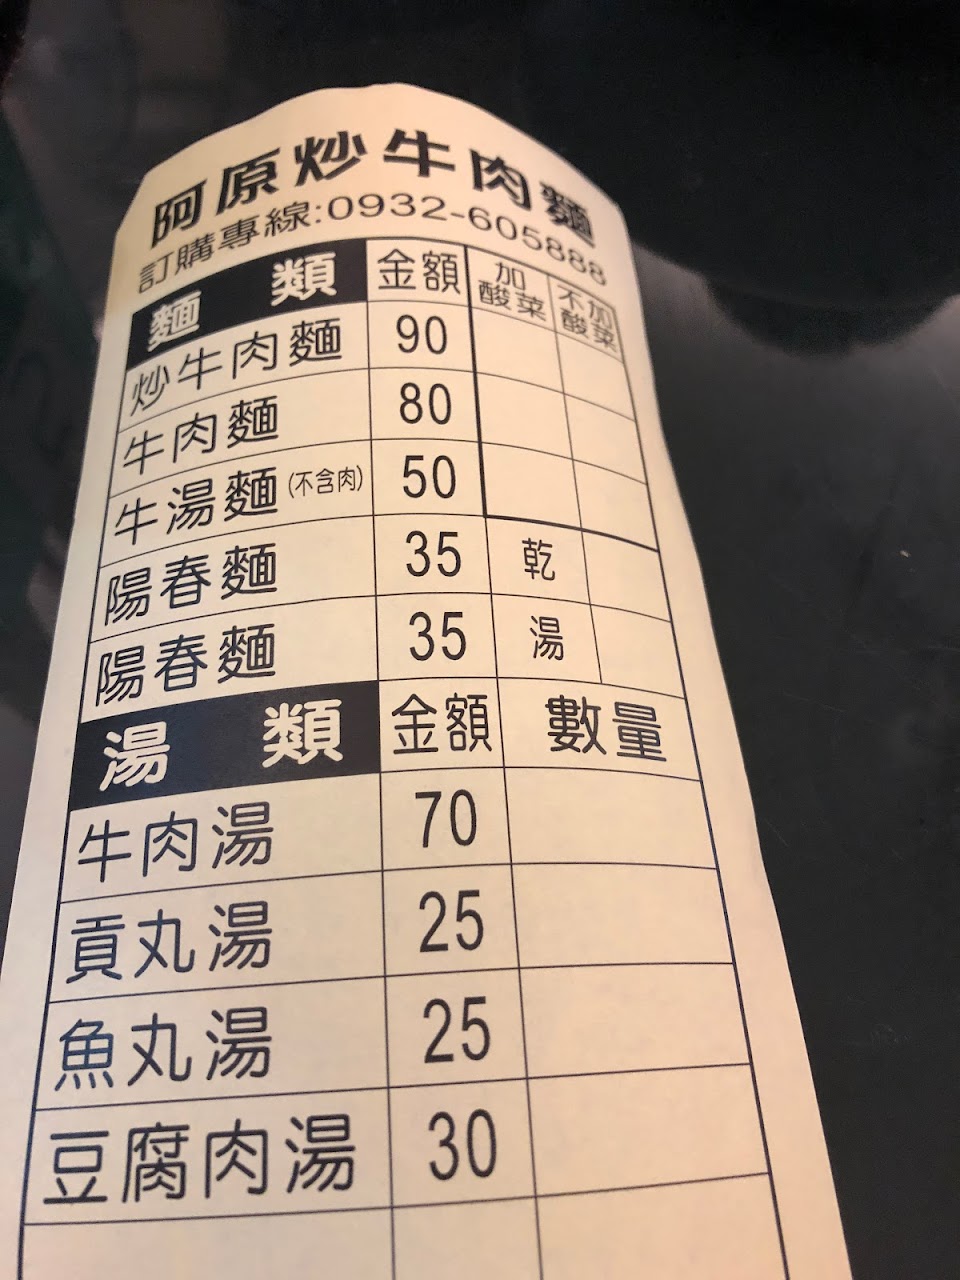 阿原炒牛肉麵
訂購專線:0932-605888
麵類 金額 加酸菜 不加酸菜
炒牛肉麵 90
牛肉麵 80
牛湯麵(不含肉) 50
陽春麵 35 乾
陽春麵 35 湯
湯類 金額 數量
牛肉湯 70
貢丸湯 25
魚丸湯 25
豆腐肉湯 30